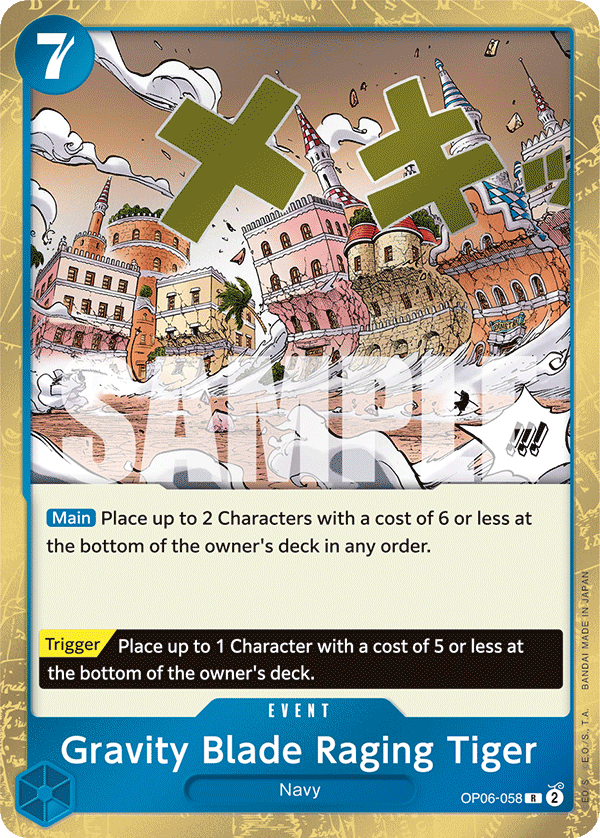 7
メキッ
SAMPLE
!!!
Main Place up to 2 Characters with a cost of 6 or less at
the bottom of the owner's deck in any order.
Trigger Place up to 1 Character with a cost of 5 or less at
the bottom of the owner's deck.
EVENT
Gravity Blade Raging Tiger
Navy
OP06-058 R 2
©E.O./S., T.A. BANDAI MADE IN JAPAN